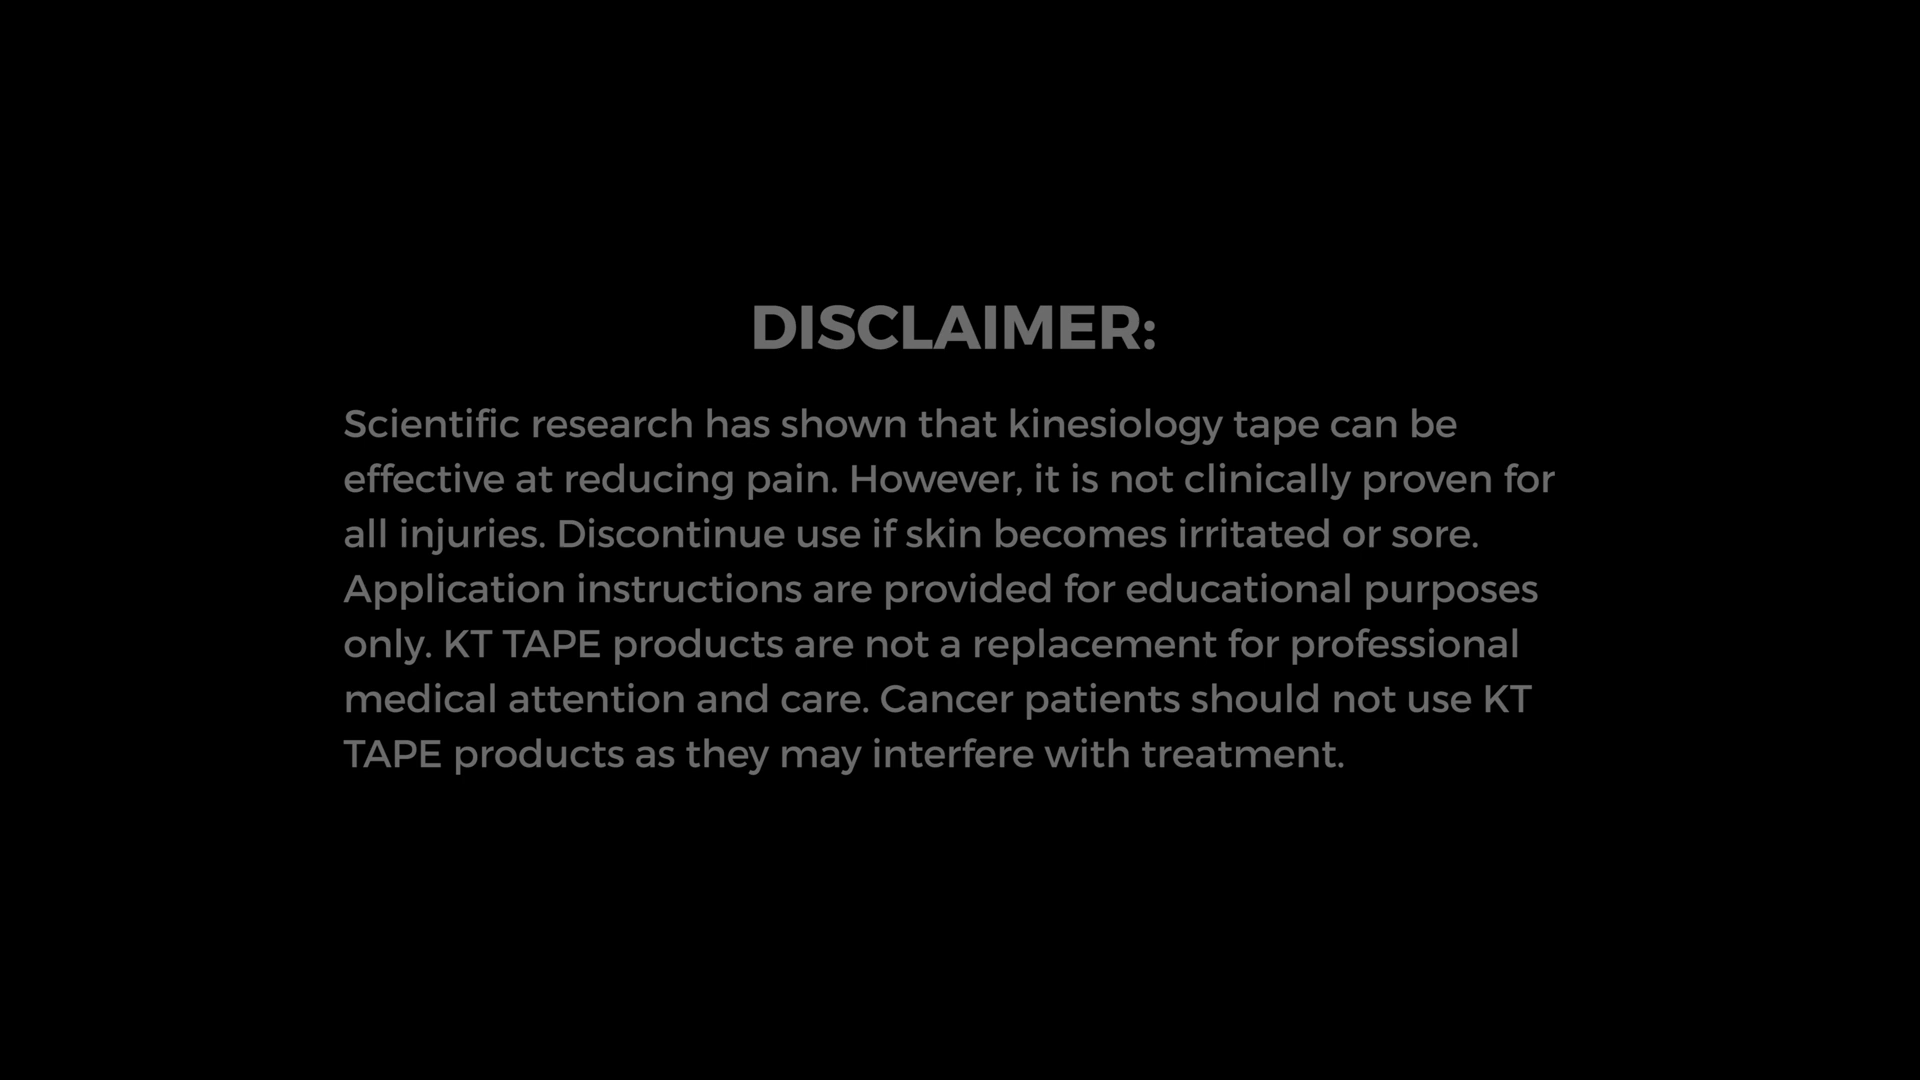 DISCLAIMER:
Scientific research has shown that kinesiology tape can be
effective at reducing pain. However, it is not clinically proven for
all injuries. Discontinue use if skin becomes irritated or sore.
Application instructions are provided for educational purposes
only. KT TAPE products are not a replacement for professional
medical attention and care. Cancer patients should not use KT
TAPE products as they may interfere with treatment.